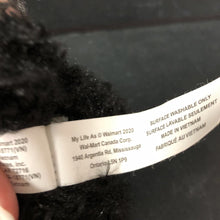 My Life As © Walmart 2020
Wal-Mart Canada Corp.
1940 Argentia Rd. Mississauga
Ontario L5N 1P9
SURFACE WASHABLE ONLY
SURFACE LAVABLE SEULEMENT
MADE IN VIETNAM
FABRIQUÉ AU VIETNAM
2020